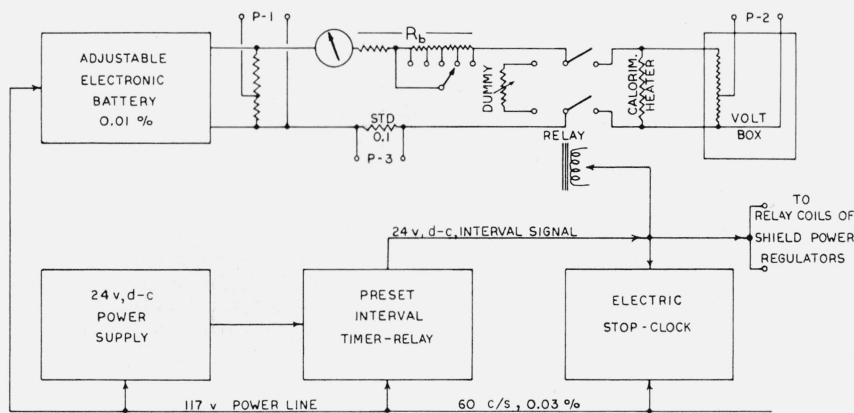 P-1
R_b
P-2
ADJUSTABLE
ELECTRONIC
BATTERY
0.01 %
DUMMY
CALORIM.
HEATER
STD
0.1
P-3
VOLT
BOX
RELAY
TO
RELAY COILS OF
SHIELD POWER
REGULATORS
24 v, d-c, INTERVAL SIGNAL
24 v, d-c
POWER
SUPPLY
PRESET
INTERVAL
TIMER-RELAY
ELECTRIC
STOP-CLOCK
117 v POWER LINE
60 c/s, 0.03 %